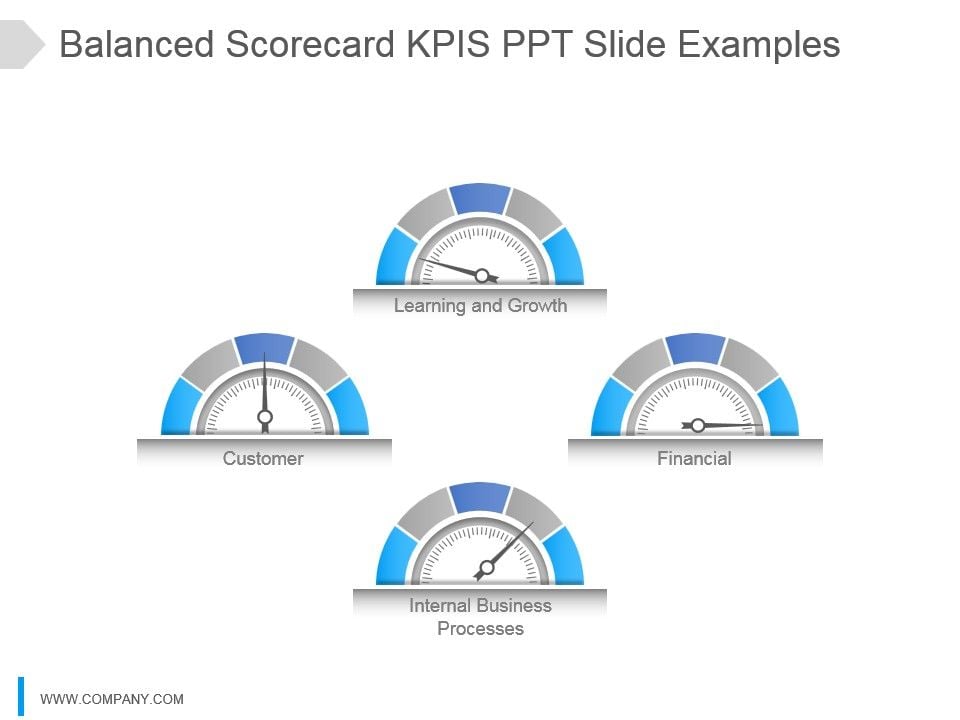 Balanced Scorecard KPIS PPT Slide Examples
Learning and Growth
Customer
Financial
Internal Business
Processes
WWW.COMPANY.COM